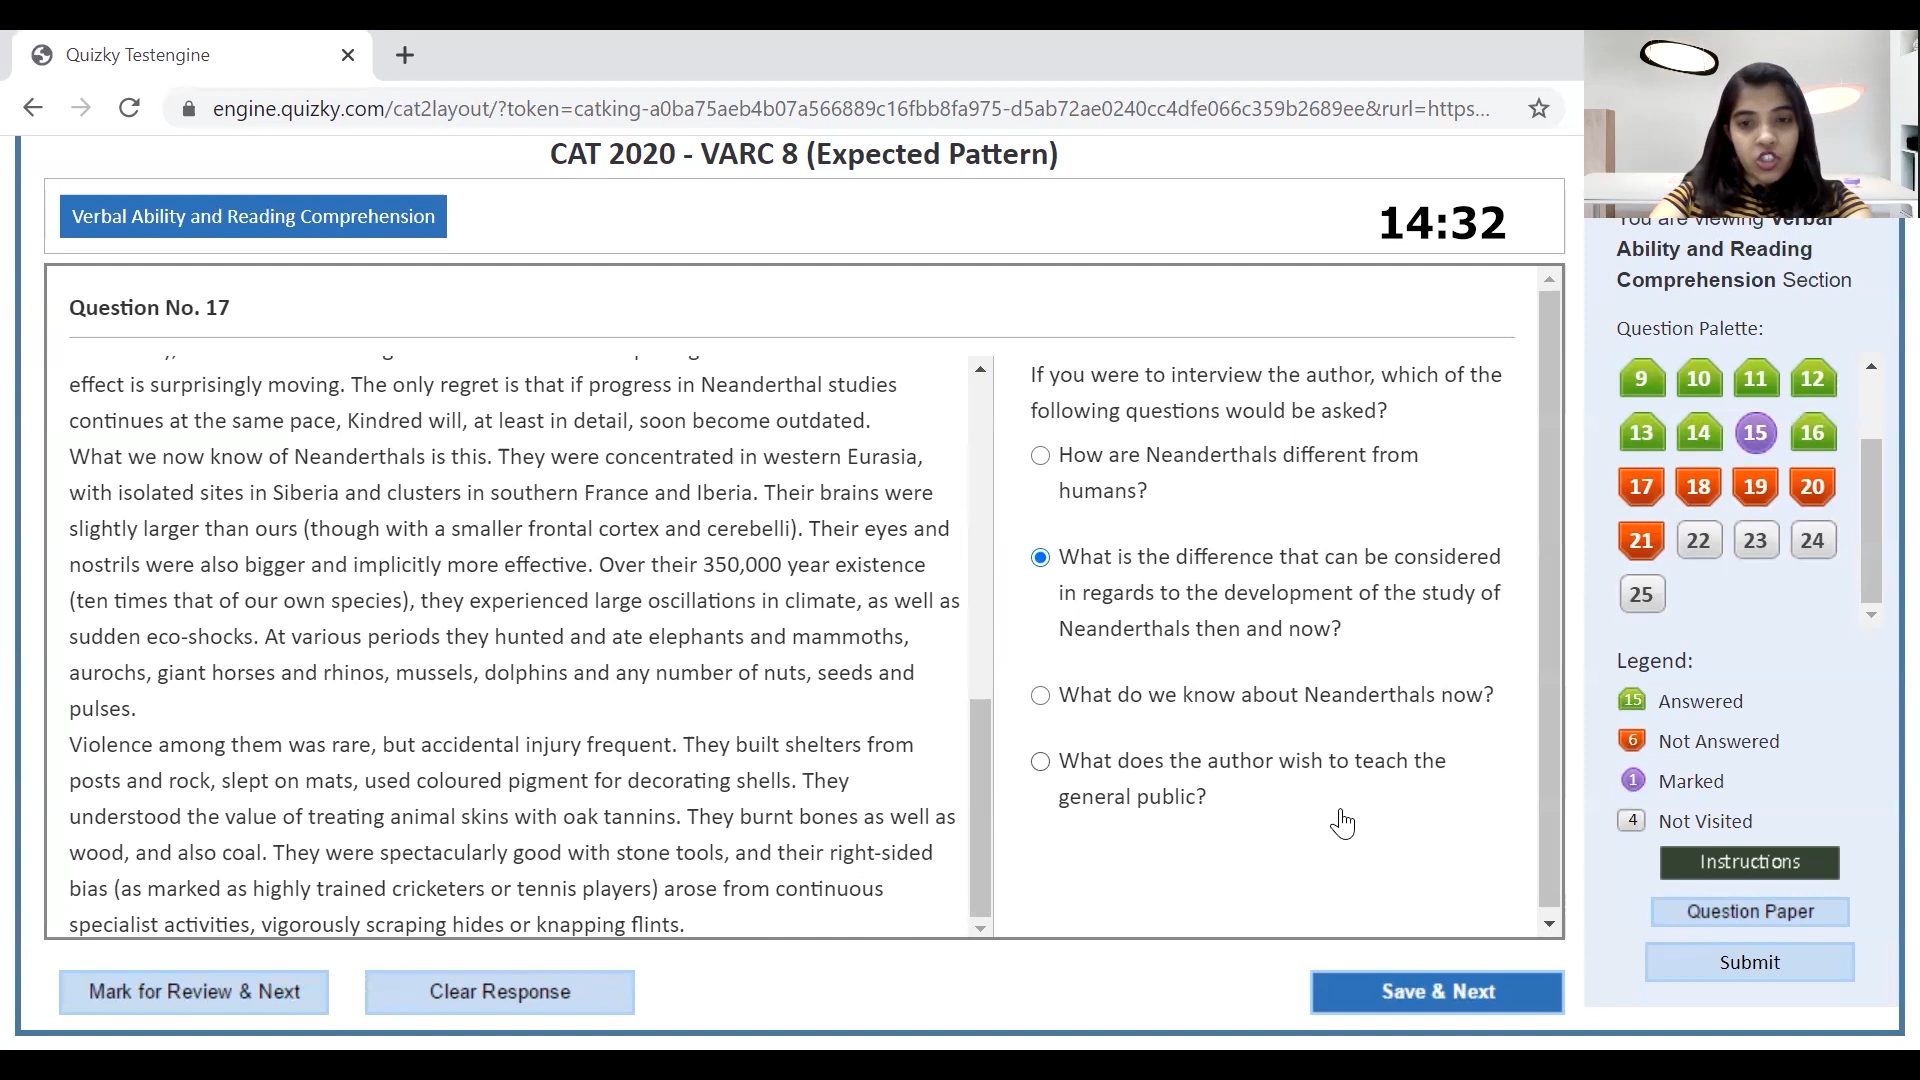 Quizky Testengine
engine.quizky.com/cat2layout/?token=catking-a0ba75aeb4b07a566889c16fbb8fa975-d5ab72ae0240cc4dfe066c359b2689ee&rurl=https...
CAT 2020 - VARC 8 (Expected Pattern)
Verbal Ability and Reading Comprehension
14:32
Question No. 17
effect is surprisingly moving. The only regret is that if progress in Neanderthal studies
continues at the same pace, Kindred will, at least in detail, soon become outdated.
What we now know of Neanderthals is this. They were concentrated in western Eurasia,
with isolated sites in Siberia and clusters in southern France and Iberia. Their brains were
slightly larger than ours (though with a smaller frontal cortex and cerebelli). Their eyes and
nostrils were also bigger and implicitly more effective. Over their 350,000 year existence
(ten times that of our own species), they experienced large oscillations in climate, as well as
sudden eco-shocks. At various periods they hunted and ate elephants and mammoths,
aurochs, giant horses and rhinos, mussels, dolphins and any number of nuts, seeds and
pulses.
Violence among them was rare, but accidental injury frequent. They built shelters from
posts and rock, slept on mats, used coloured pigment for decorating shells. They
understood the value of treating animal skins with oak tannins. They burnt bones as well as
wood, and also coal. They were spectacularly good with stone tools, and their right-sided
bias (as marked as highly trained cricketers or tennis players) arose from continuous
specialist activities, vigorously scraping hides or knapping flints.
If you were to interview the author, which of the
following questions would be asked?
How are Neanderthals different from
humans?
What is the difference that can be considered
in regards to the development of the study of
Neanderthals then and now?
What do we know about Neanderthals now?
What does the author wish to teach the
general public?
Mark for Review & Next
Clear Response
Save & Next
You are viewing Verbal
Ability and Reading
Comprehension Section
Question Palette:
9 10 11 12
13 14 15 16
17 18 19 20
21 22 23 24
25
Legend:
15 Answered
6 Not Answered
1 Marked
4 Not Visited
Instructions
Question Paper
Submit